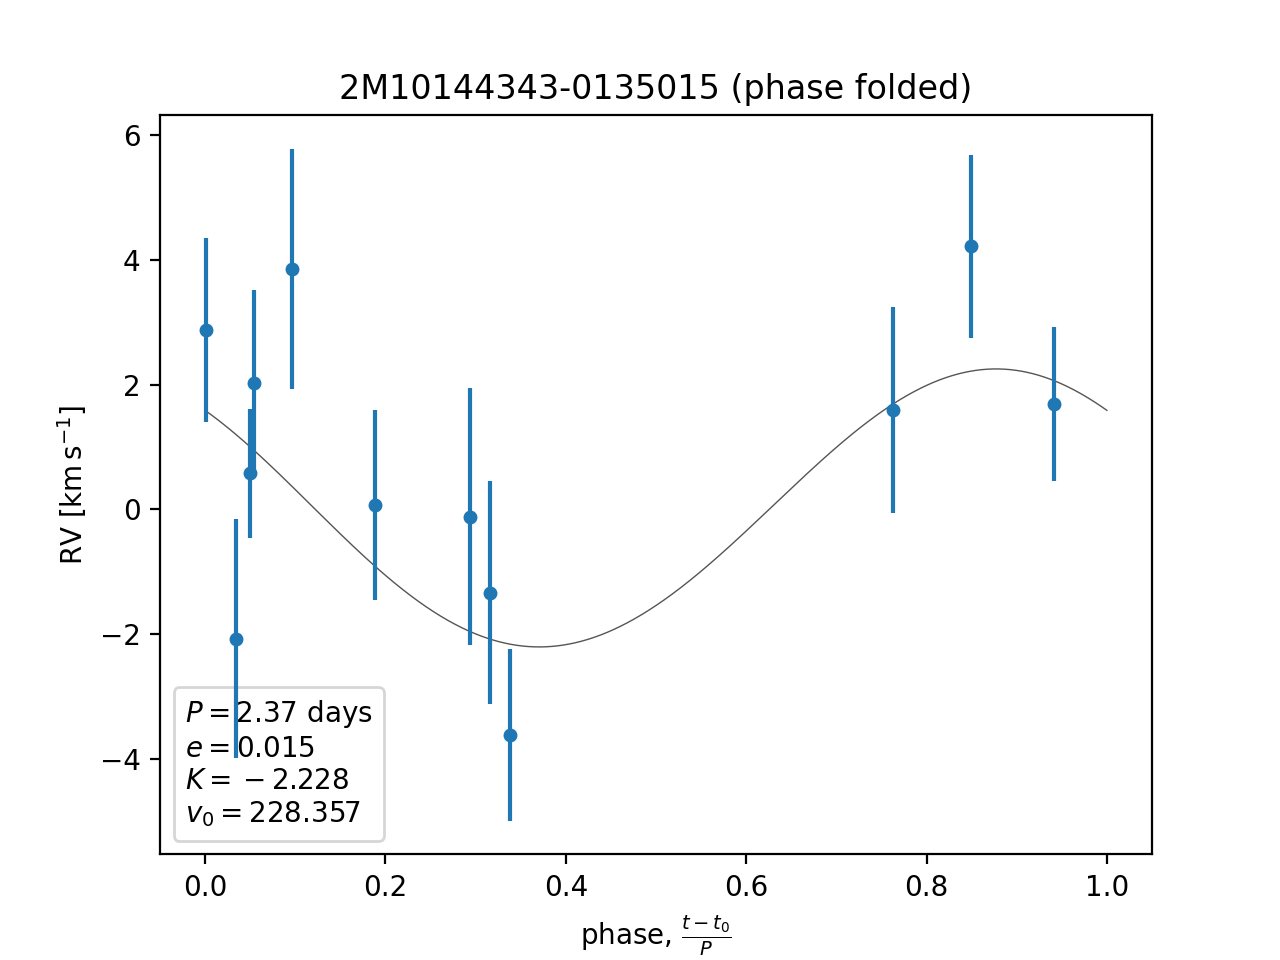 2M10144343-0135015 (phase folded)
6
4
2
0
−2
−4
RV [km s⁻¹]
P = 2.37 days
e = 0.015
K = −2.228
v₀ = 228.357
0.0 0.2 0.4 0.6 0.8 1.0
phase, (t − t₀)/P